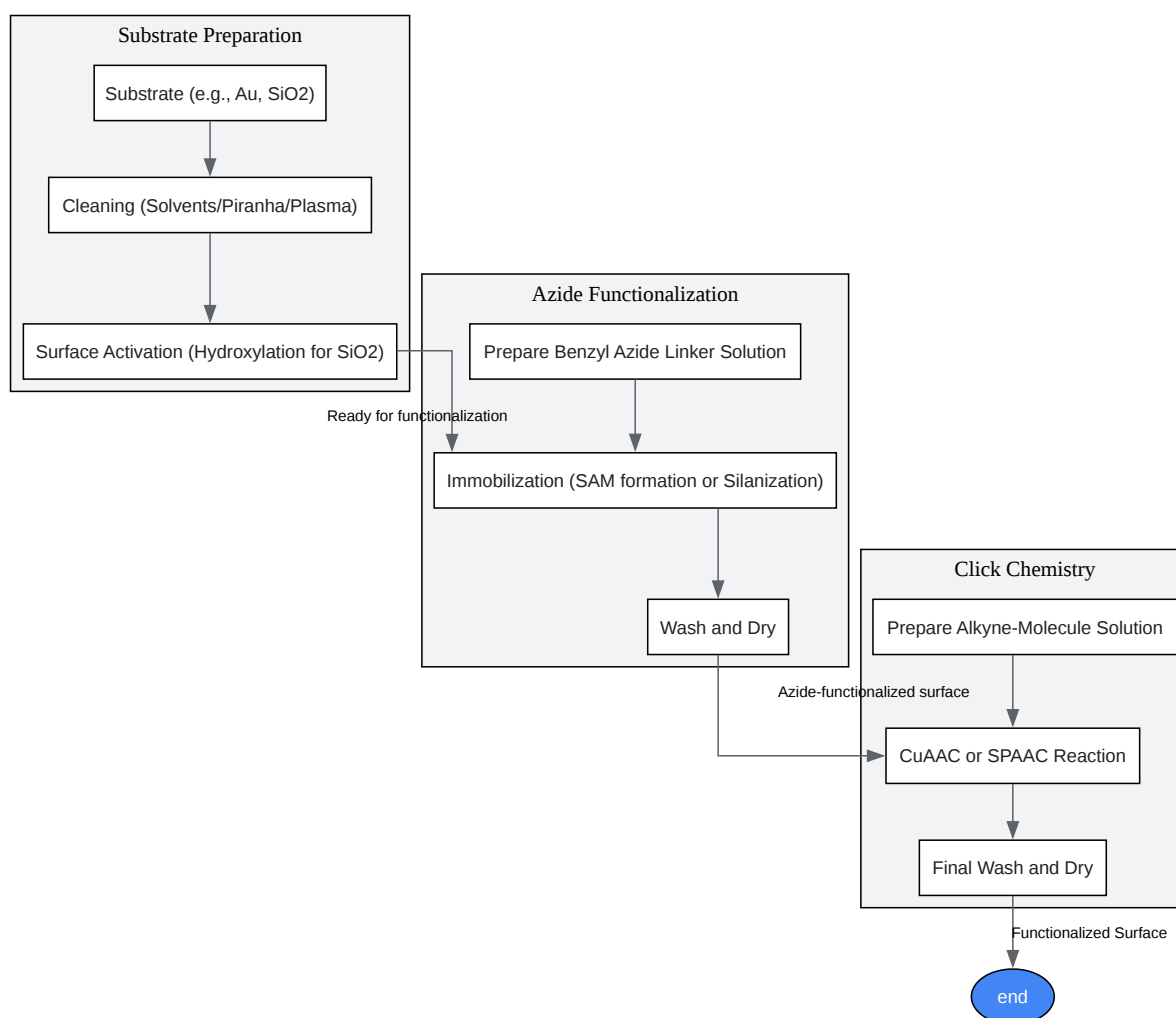 Substrate Preparation
Substrate (e.g., Au, SiO2)
Cleaning (Solvents/Piranha/Plasma)
Surface Activation (Hydroxylation for SiO2)
Ready for functionalization
Azide Functionalization
Prepare Benzyl Azide Linker Solution
Immobilization (SAM formation or Silanization)
Wash and Dry
Azide-functionalized surface
Click Chemistry
Prepare Alkyne-Molecule Solution
CuAAC or SPAAC Reaction
Final Wash and Dry
Functionalized Surface
end